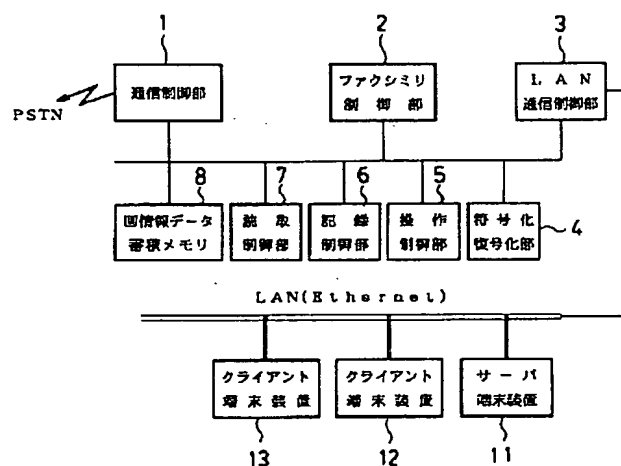 1
2
3
通信制御部
ファクシミリ
制御部
LAN
通信制御部
PSTN
8
7
6
5
画情報データ
蓄積メモリ
読取
制御部
記録
制御部
操作
制御部
符号化
復号化部
4
LAN(Ethernet)
クライアント
端末装置
クライアント
端末装置
サーバ
端末装置
13
12
11